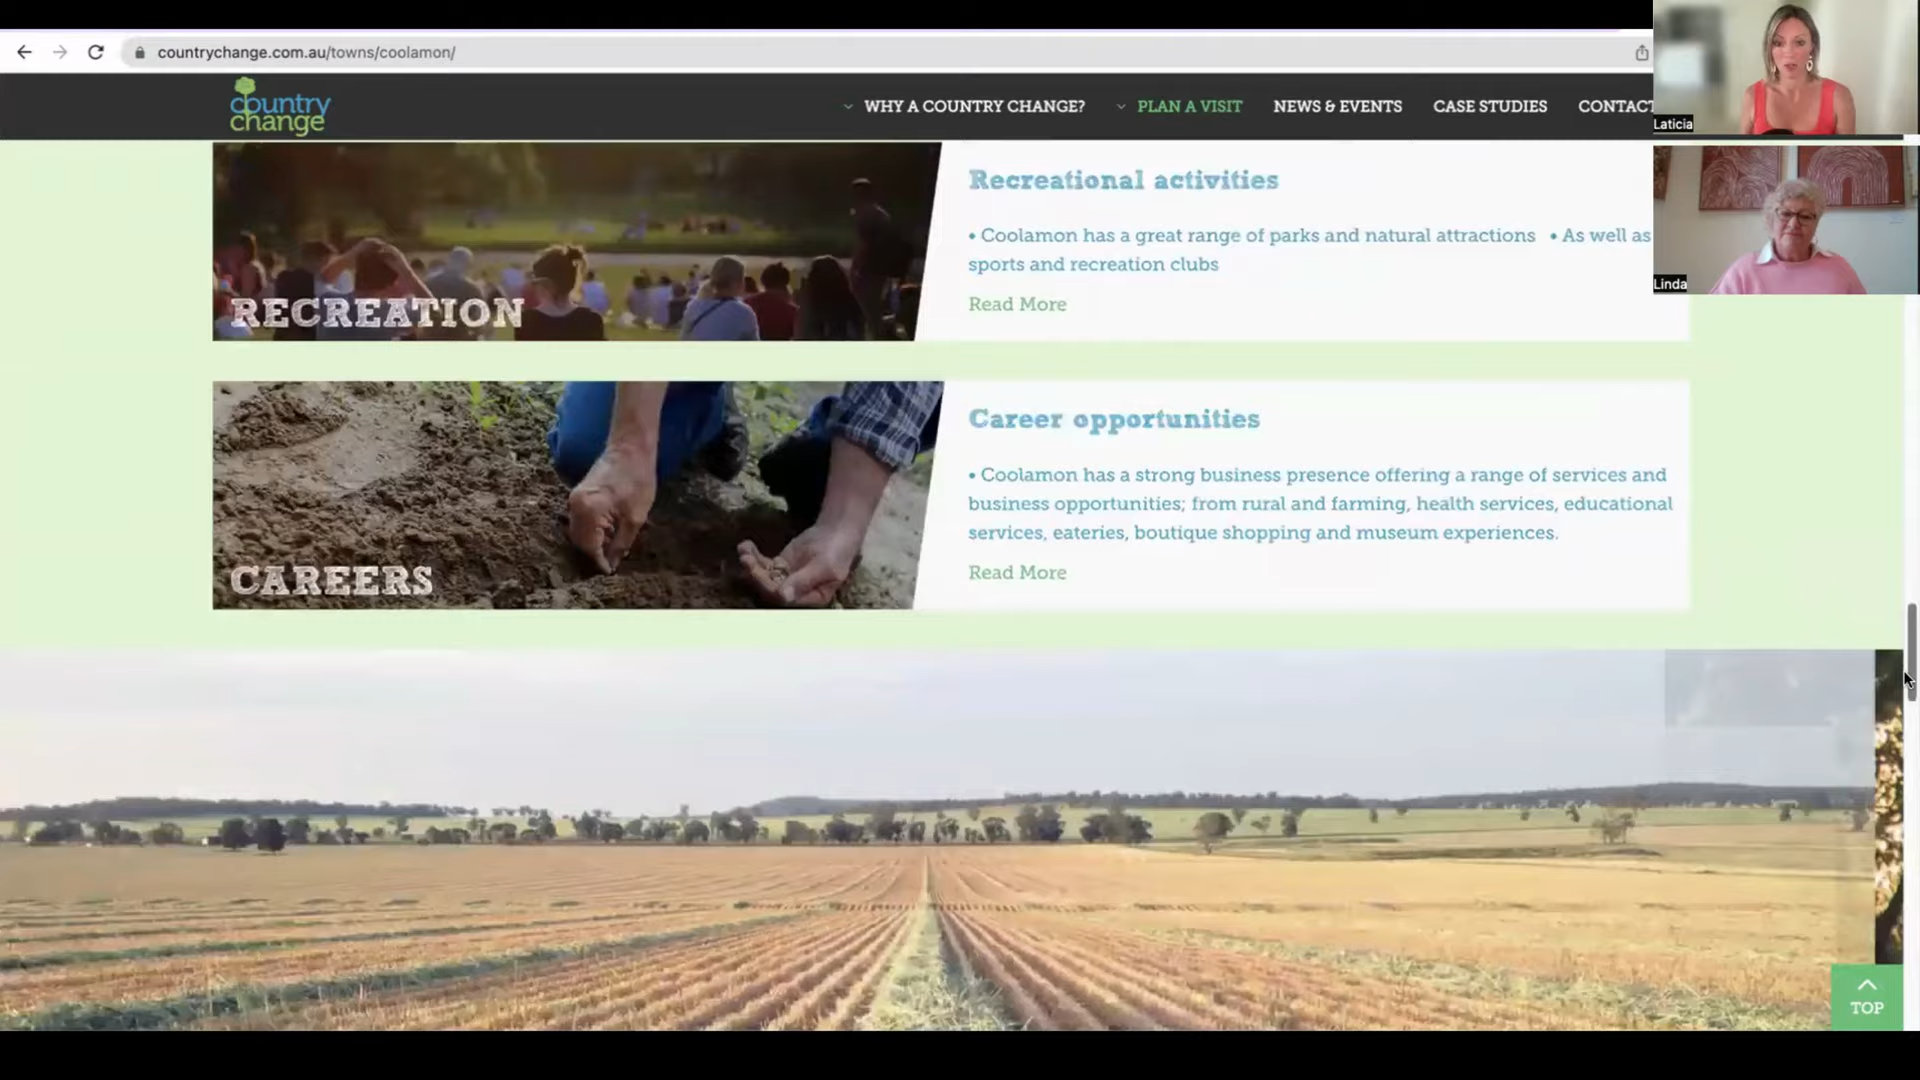 countrychange.com.au/towns/coolamon/
country
change
WHY A COUNTRY CHANGE?
PLAN A VISIT
NEWS & EVENTS
CASE STUDIES
CONTACT
Laticia
Linda
RECREATION
Recreational activities
• Coolamon has a great range of parks and natural attractions • As well as
sports and recreation clubs
Read More
CAREERS
Career opportunities
• Coolamon has a strong business presence offering a range of services and
business opportunities; from rural and farming, health services, educational
services, eateries, boutique shopping and museum experiences.
Read More
TOP